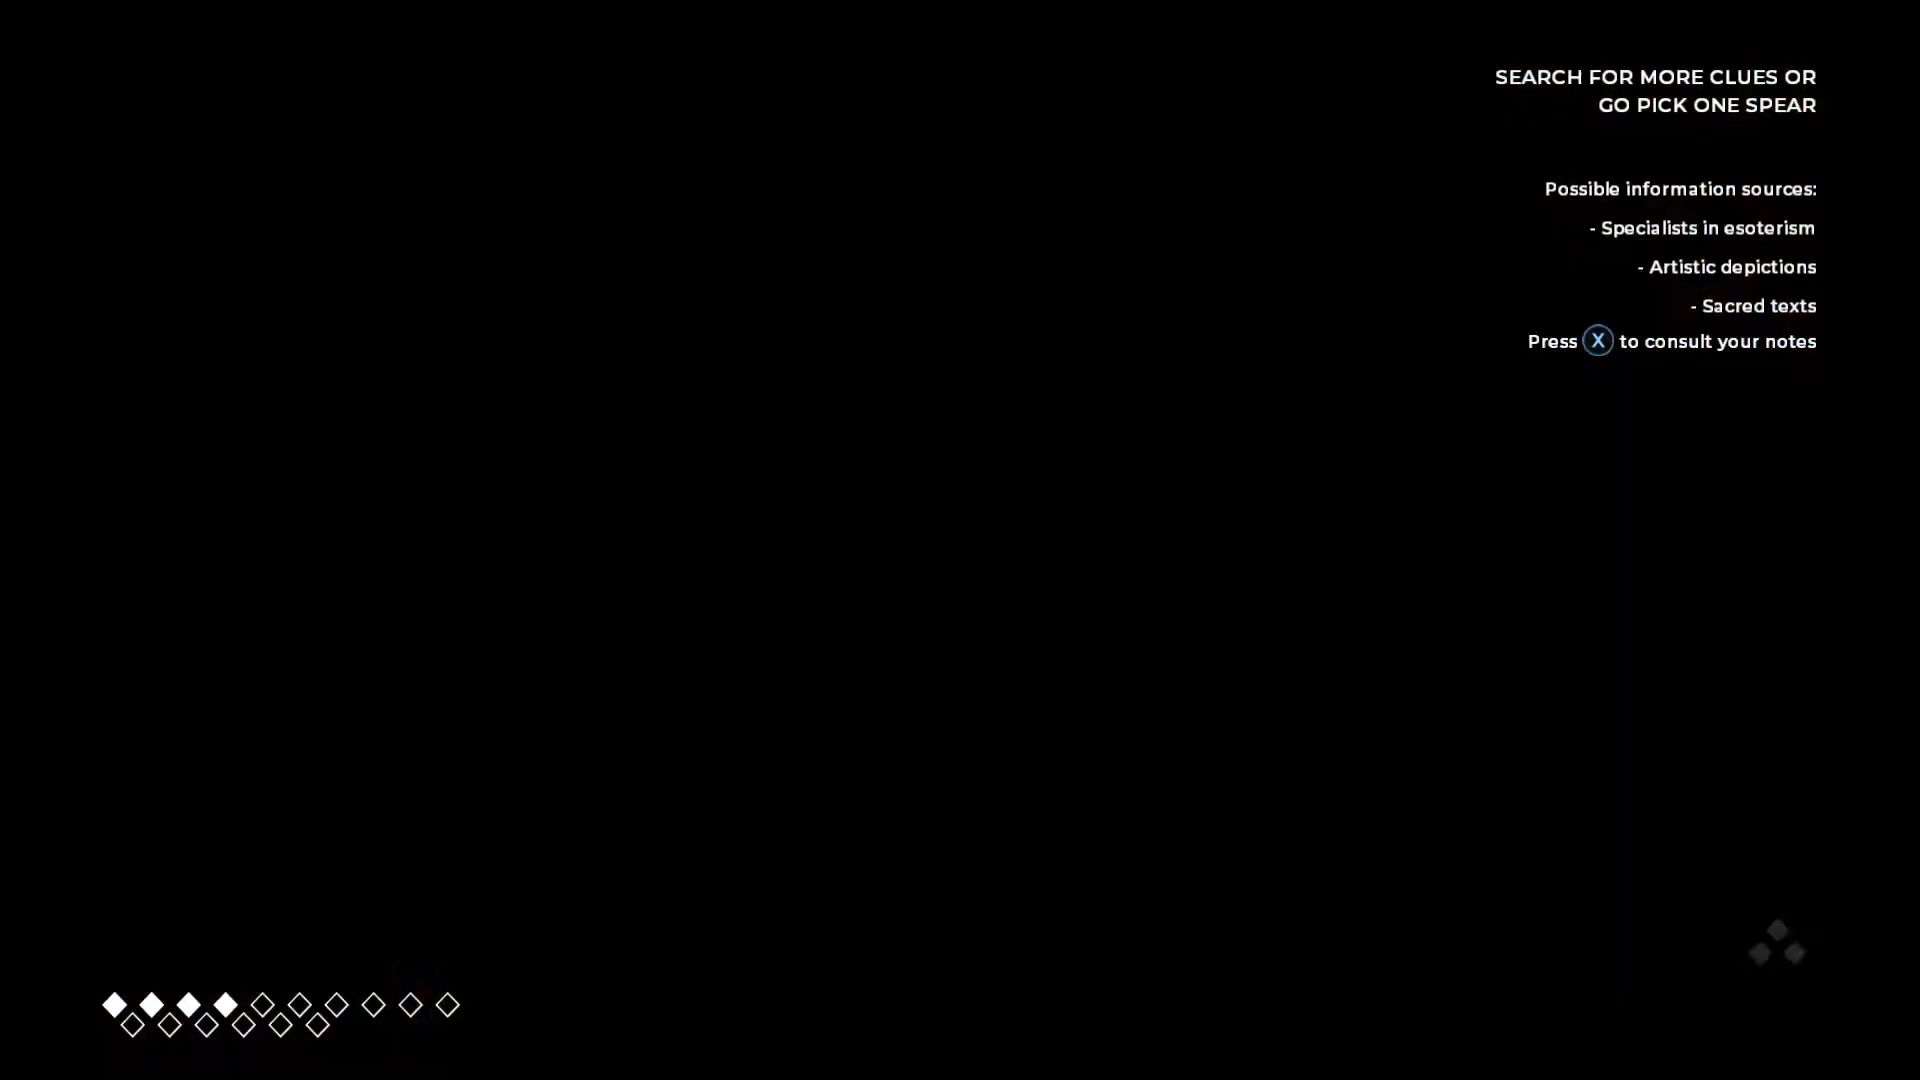 SEARCH FOR MORE CLUES OR
GO PICK ONE SPEAR
Possible information sources:
- Specialists in esoterism
- Artistic depictions
- Sacred texts
Press X to consult your notes